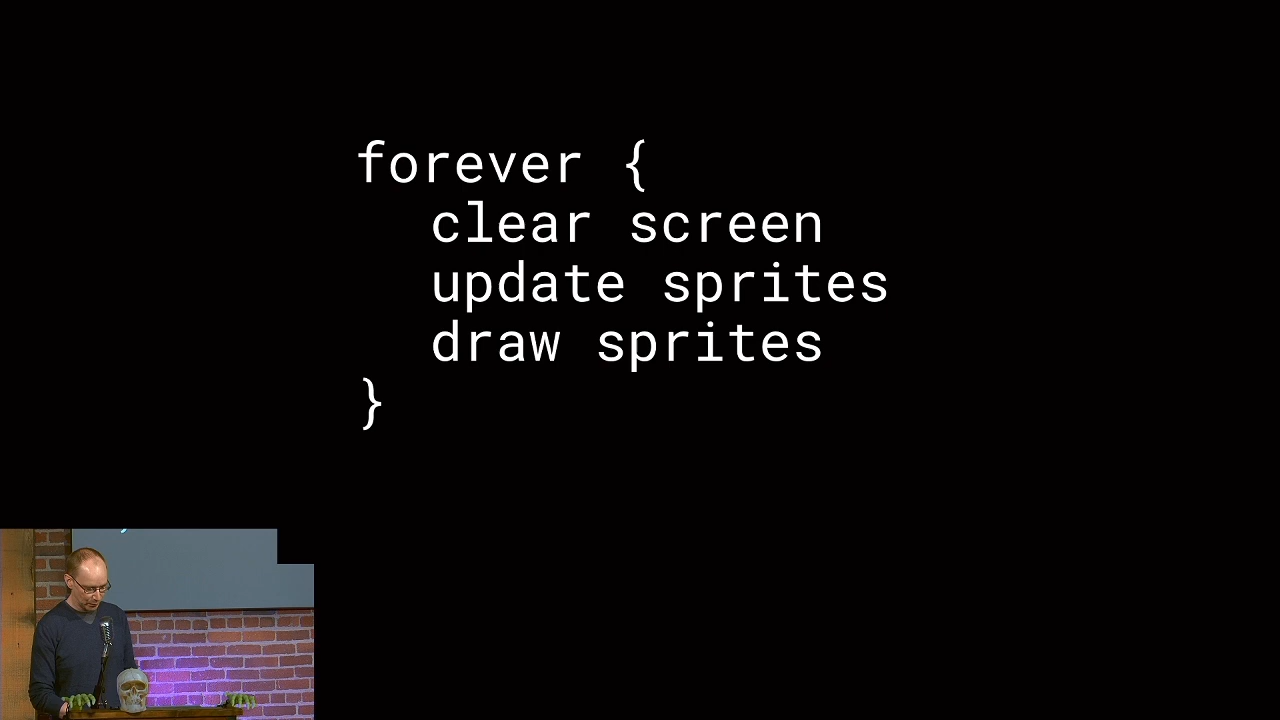 forever {
clear screen
update sprites
draw sprites
}